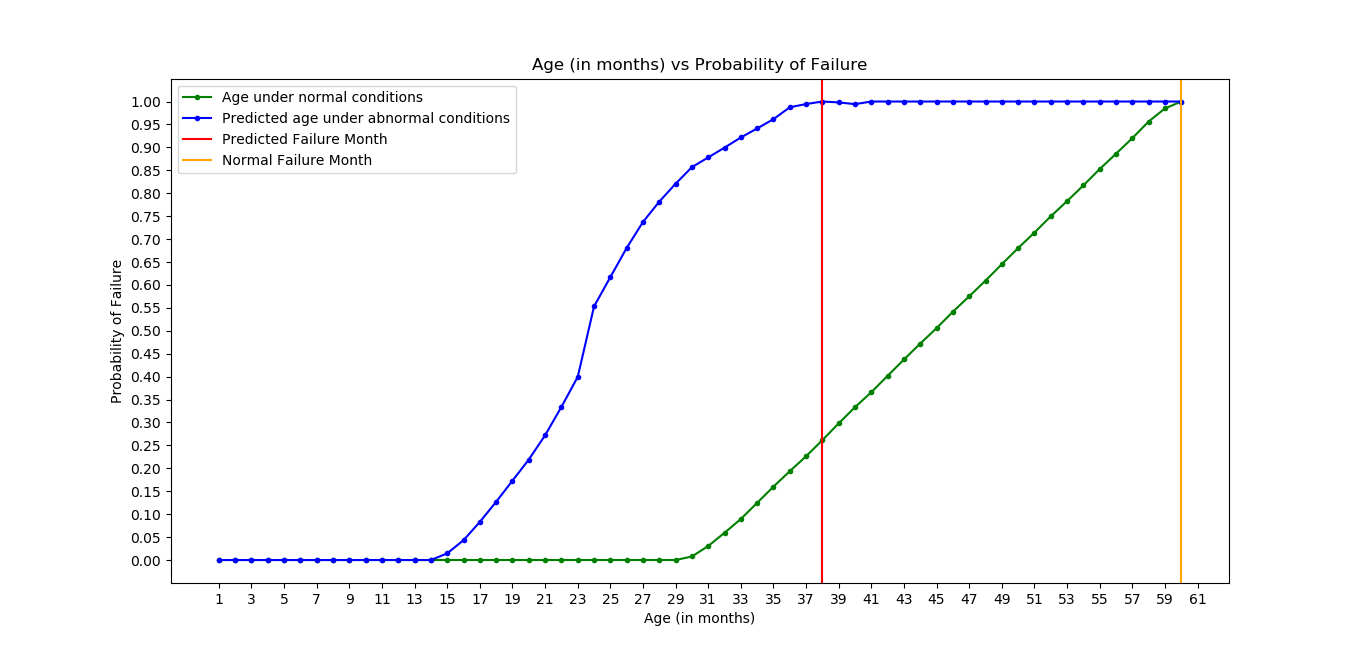 Age (in months) vs Probability of Failure
Age under normal conditions
Predicted age under abnormal conditions
Predicted Failure Month
Normal Failure Month
Probability of Failure
1.00
0.95
0.90
0.85
0.80
0.75
0.70
0.65
0.60
0.55
0.50
0.45
0.40
0.35
0.30
0.25
0.20
0.15
0.10
0.05
0.00
1 3 5 7 9 11 13 15 17 19 21 23 25 27 29 31 33 35 37 39 41 43 45 47 49 51 53 55 57 59 61
Age (in months)